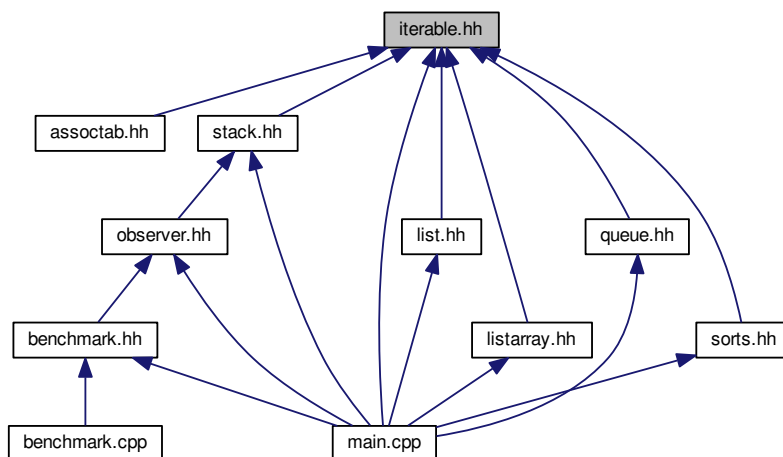 iterable.hh
assoctab.hh
stack.hh
observer.hh
list.hh
queue.hh
benchmark.hh
listarray.hh
sorts.hh
benchmark.cpp
main.cpp